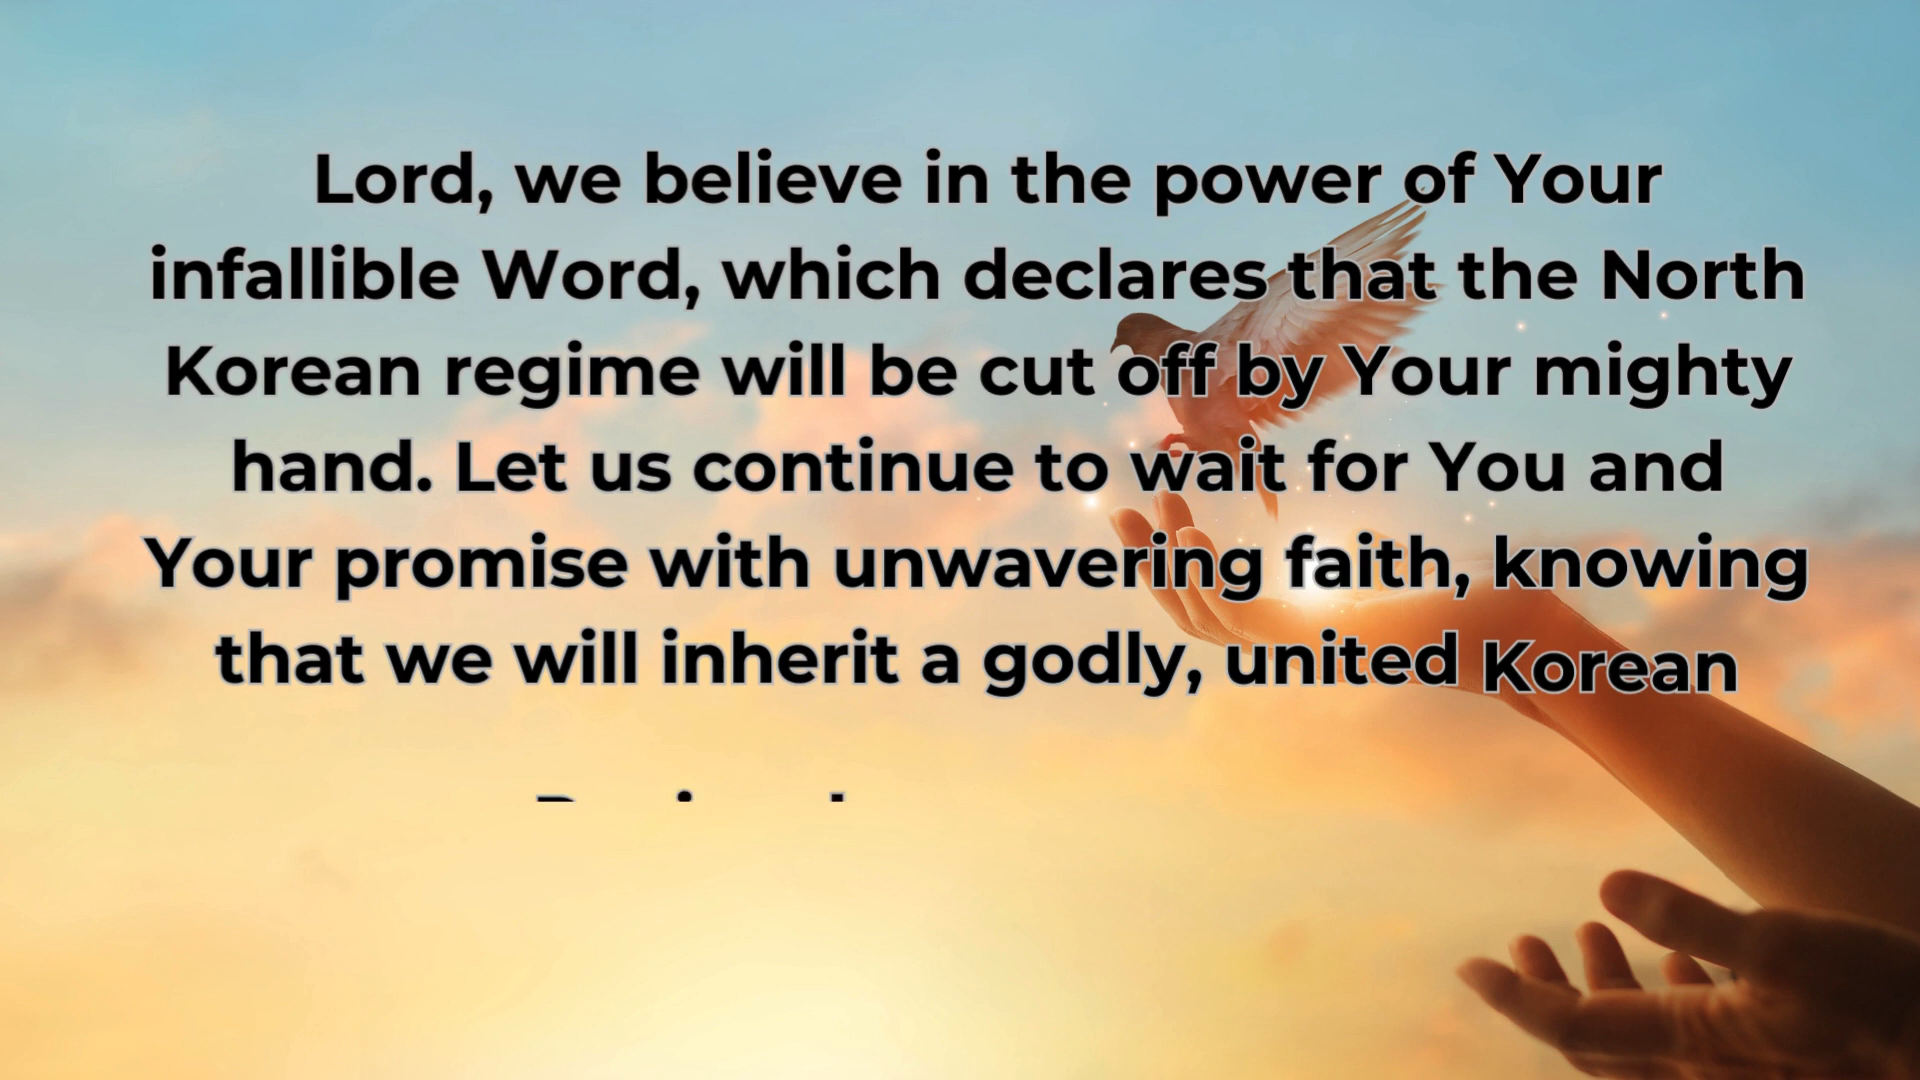 Lord, we believe in the power of Your
infallible Word, which declares that the North
Korean regime will be cut off by Your mighty
hand. Let us continue to wait for You and
Your promise with unwavering faith, knowing
that we will inherit a godly, united Korean